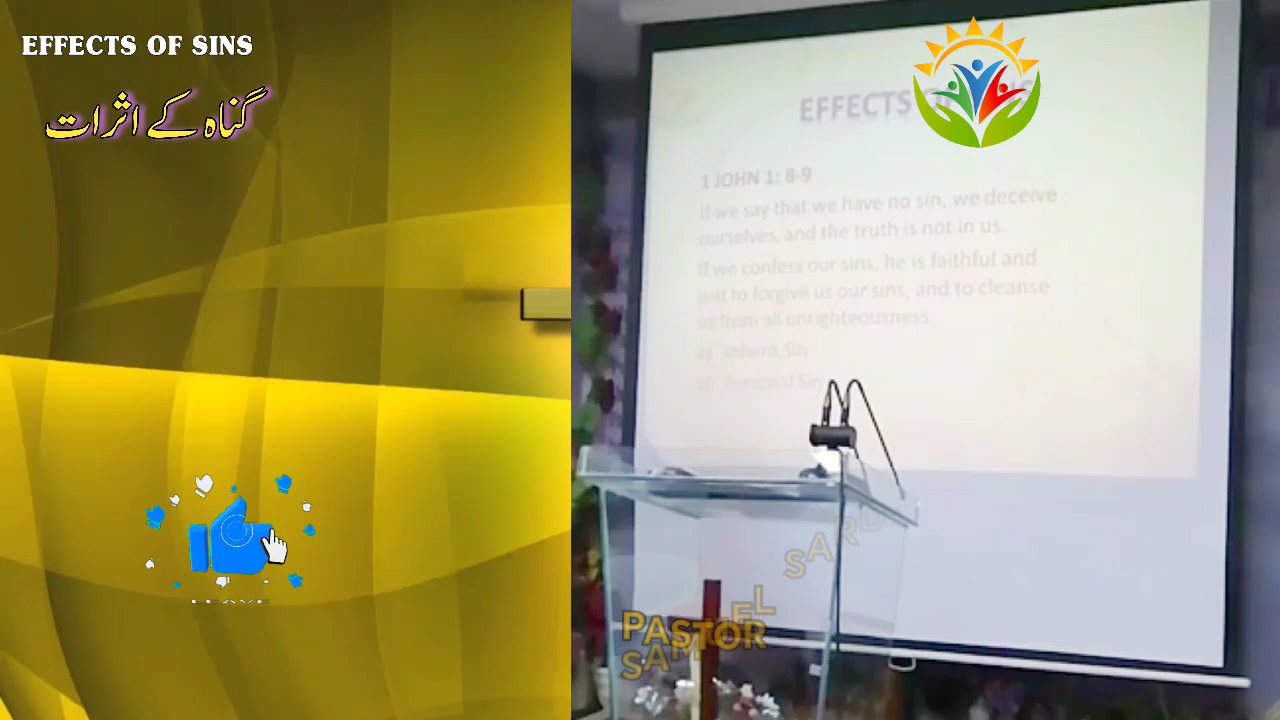 EFFECTS OF SINS
گناہ کے اثرات
EFFECTS
1 JOHN 1: 8-9
If we say that we have no sin, we deceive
ourselves, and the truth is not in us.
If we confess our sins, he is faithful and
just to forgive us our sins, and to cleanse
us from all unrighteousness
a) Inherit Sin
b) Personal Sin
SARD
PASTOR